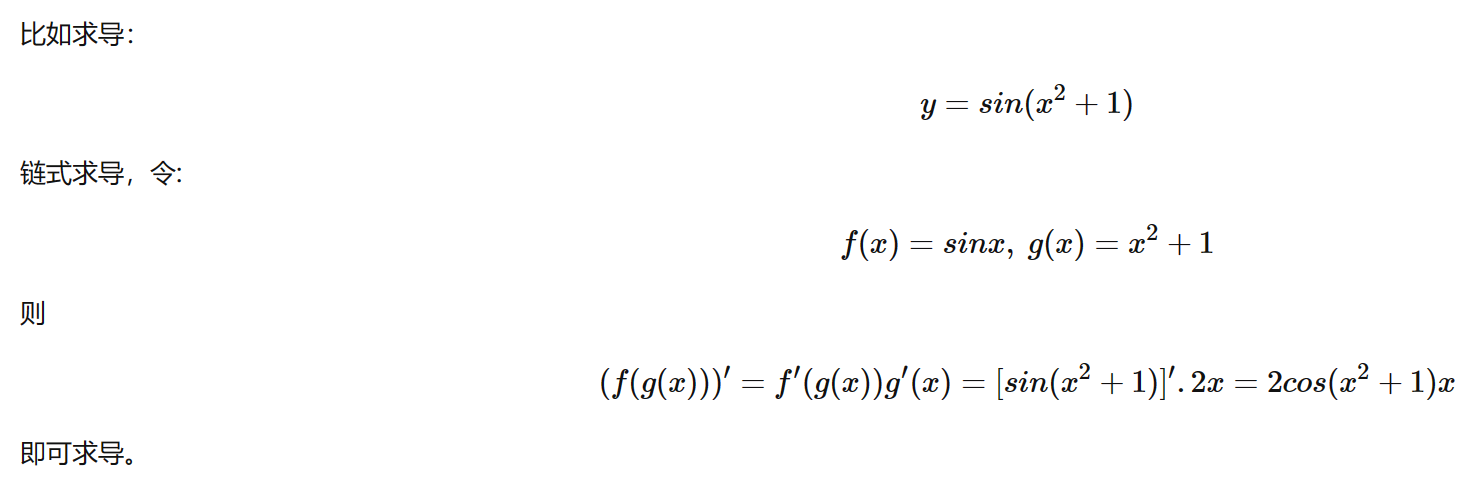 比如求导：
y = sin(x² + 1)
链式求导，令:
f(x) = sinx, g(x) = x² + 1
则
(f(g(x)))′ = f′(g(x))g′(x) = [sin(x² + 1)]′. 2x = 2cos(x² + 1)x
即可求导。